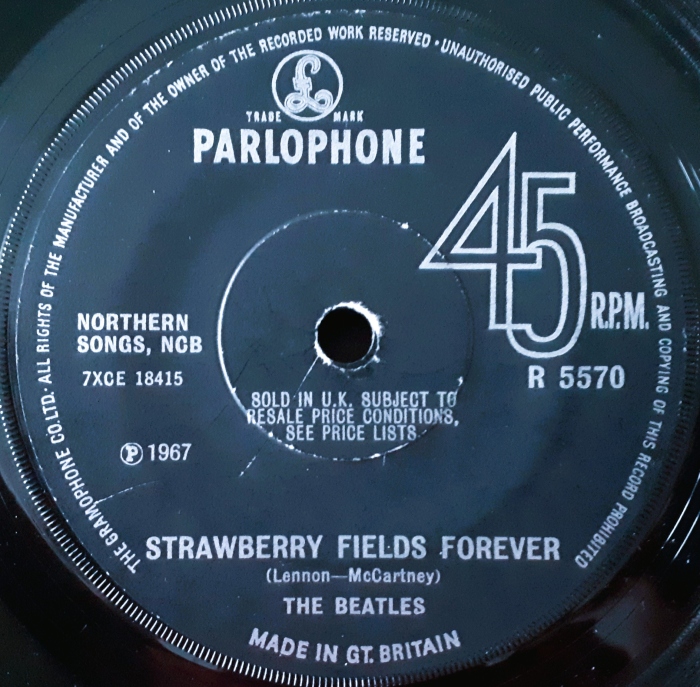 THE GRAMOPHONE CO. LTD. ALL RIGHTS OF THE MANUFACTURER AND OF THE OWNER OF THE RECORDED WORK RESERVED · UNAUTHORISED PUBLIC PERFORMANCE BROADCASTING AND COPYING OF THIS RECORD PROHIBITED
£
TRADE MARK
PARLOPHONE
45 R.P.M.
NORTHERN
SONGS, NCB
7XCE 18415
R 5570
SOLD IN U.K. SUBJECT TO
RESALE PRICE CONDITIONS,
SEE PRICE LISTS
℗ 1967
STRAWBERRY FIELDS FOREVER
(Lennon—McCartney)
THE BEATLES
MADE IN GT. BRITAIN